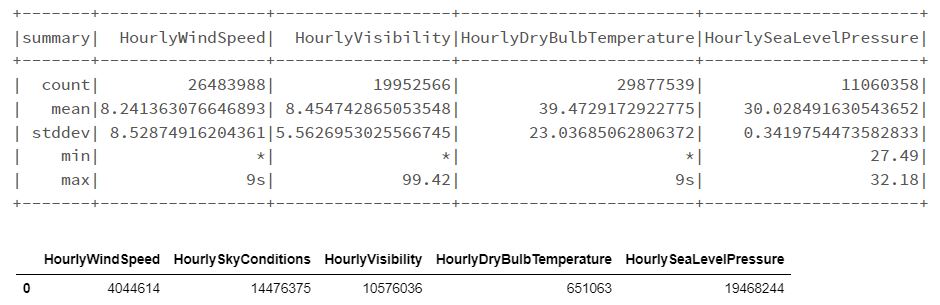 +-------+------------------+------------------+-------------------------+-----------------------+
|summary| HourlyWindSpeed| HourlyVisibility|HourlyDryBulbTemperature|HourlySeaLevelPressure|
+-------+------------------+------------------+-------------------------+-----------------------+
| count| 26483988| 19952566| 29877539| 11060358|
| mean|8.241363076646893| 8.454742865053548| 39.4729172922775| 30.028491630543652|
| stddev| 8.52874916204361|5.5626953025566745| 23.03685062806372| 0.3419754473582833|
| min| *| *| *| 27.49|
| max| 9s| 99.42| 9s| 32.18|
+-------+------------------+------------------+-------------------------+-----------------------+
HourlyWindSpeed HourlySkyConditions HourlyVisibility HourlyDryBulbTemperature HourlySeaLevelPressure
0 4044614 14476375 10576036 651063 19468244